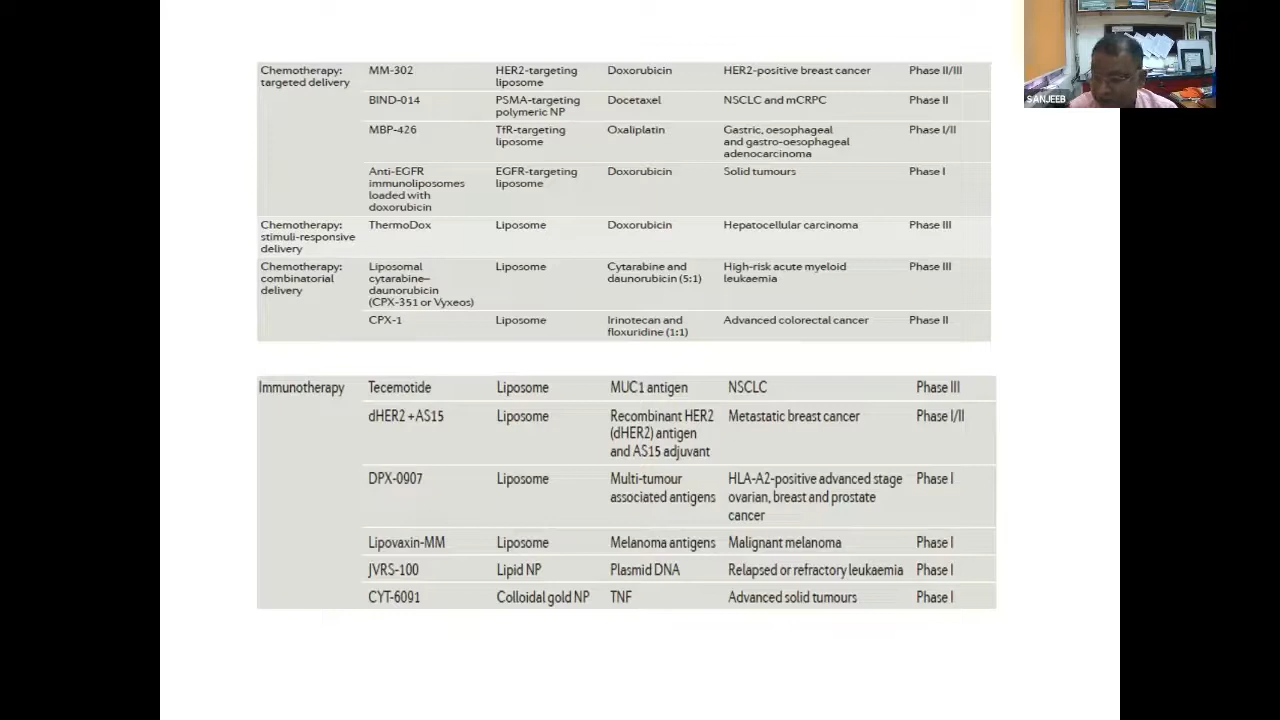 Chemotherapy: MM-302 HER2-targeting Doxorubicin HER2-positive breast cancer Phase II/III
targeted delivery liposome
BIND-014 PSMA-targeting Docetaxel NSCLC and mCRPC Phase II
polymeric NP
MBP-426 TfR-targeting Oxaliplatin Gastric, oesophageal Phase I/II
liposome and gastro-oesophageal
adenocarcinoma
Anti-EGFR EGFR-targeting Doxorubicin Solid tumours Phase I
immunoliposomes liposome
loaded with
doxorubicin
Chemotherapy: ThermoDox Liposome Doxorubicin Hepatocellular carcinoma Phase III
stimuli-responsive
delivery
Chemotherapy: Liposomal Liposome Cytarabine and High-risk acute myeloid Phase III
combinatorial cytarabine– daunorubicin (5:1) leukaemia
delivery daunorubicin
(CPX-351 or Vyxeos)
CPX-1 Liposome Irinotecan and Advanced colorectal cancer Phase II
floxuridine (1:1)
Immunotherapy Tecemotide Liposome MUC1 antigen NSCLC Phase III
dHER2 +AS15 Liposome Recombinant HER2 Metastatic breast cancer Phase I/II
(dHER2) antigen
and AS15 adjuvant
DPX-0907 Liposome Multi-tumour HLA-A2-positive advanced stage Phase I
associated antigens ovarian, breast and prostate
cancer
Lipovaxin-MM Liposome Melanoma antigens Malignant melanoma Phase I
JVRS-100 Lipid NP Plasmid DNA Relapsed or refractory leukaemia Phase I
CYT-6091 Colloidal gold NP TNF Advanced solid tumours Phase I
SANJEEB